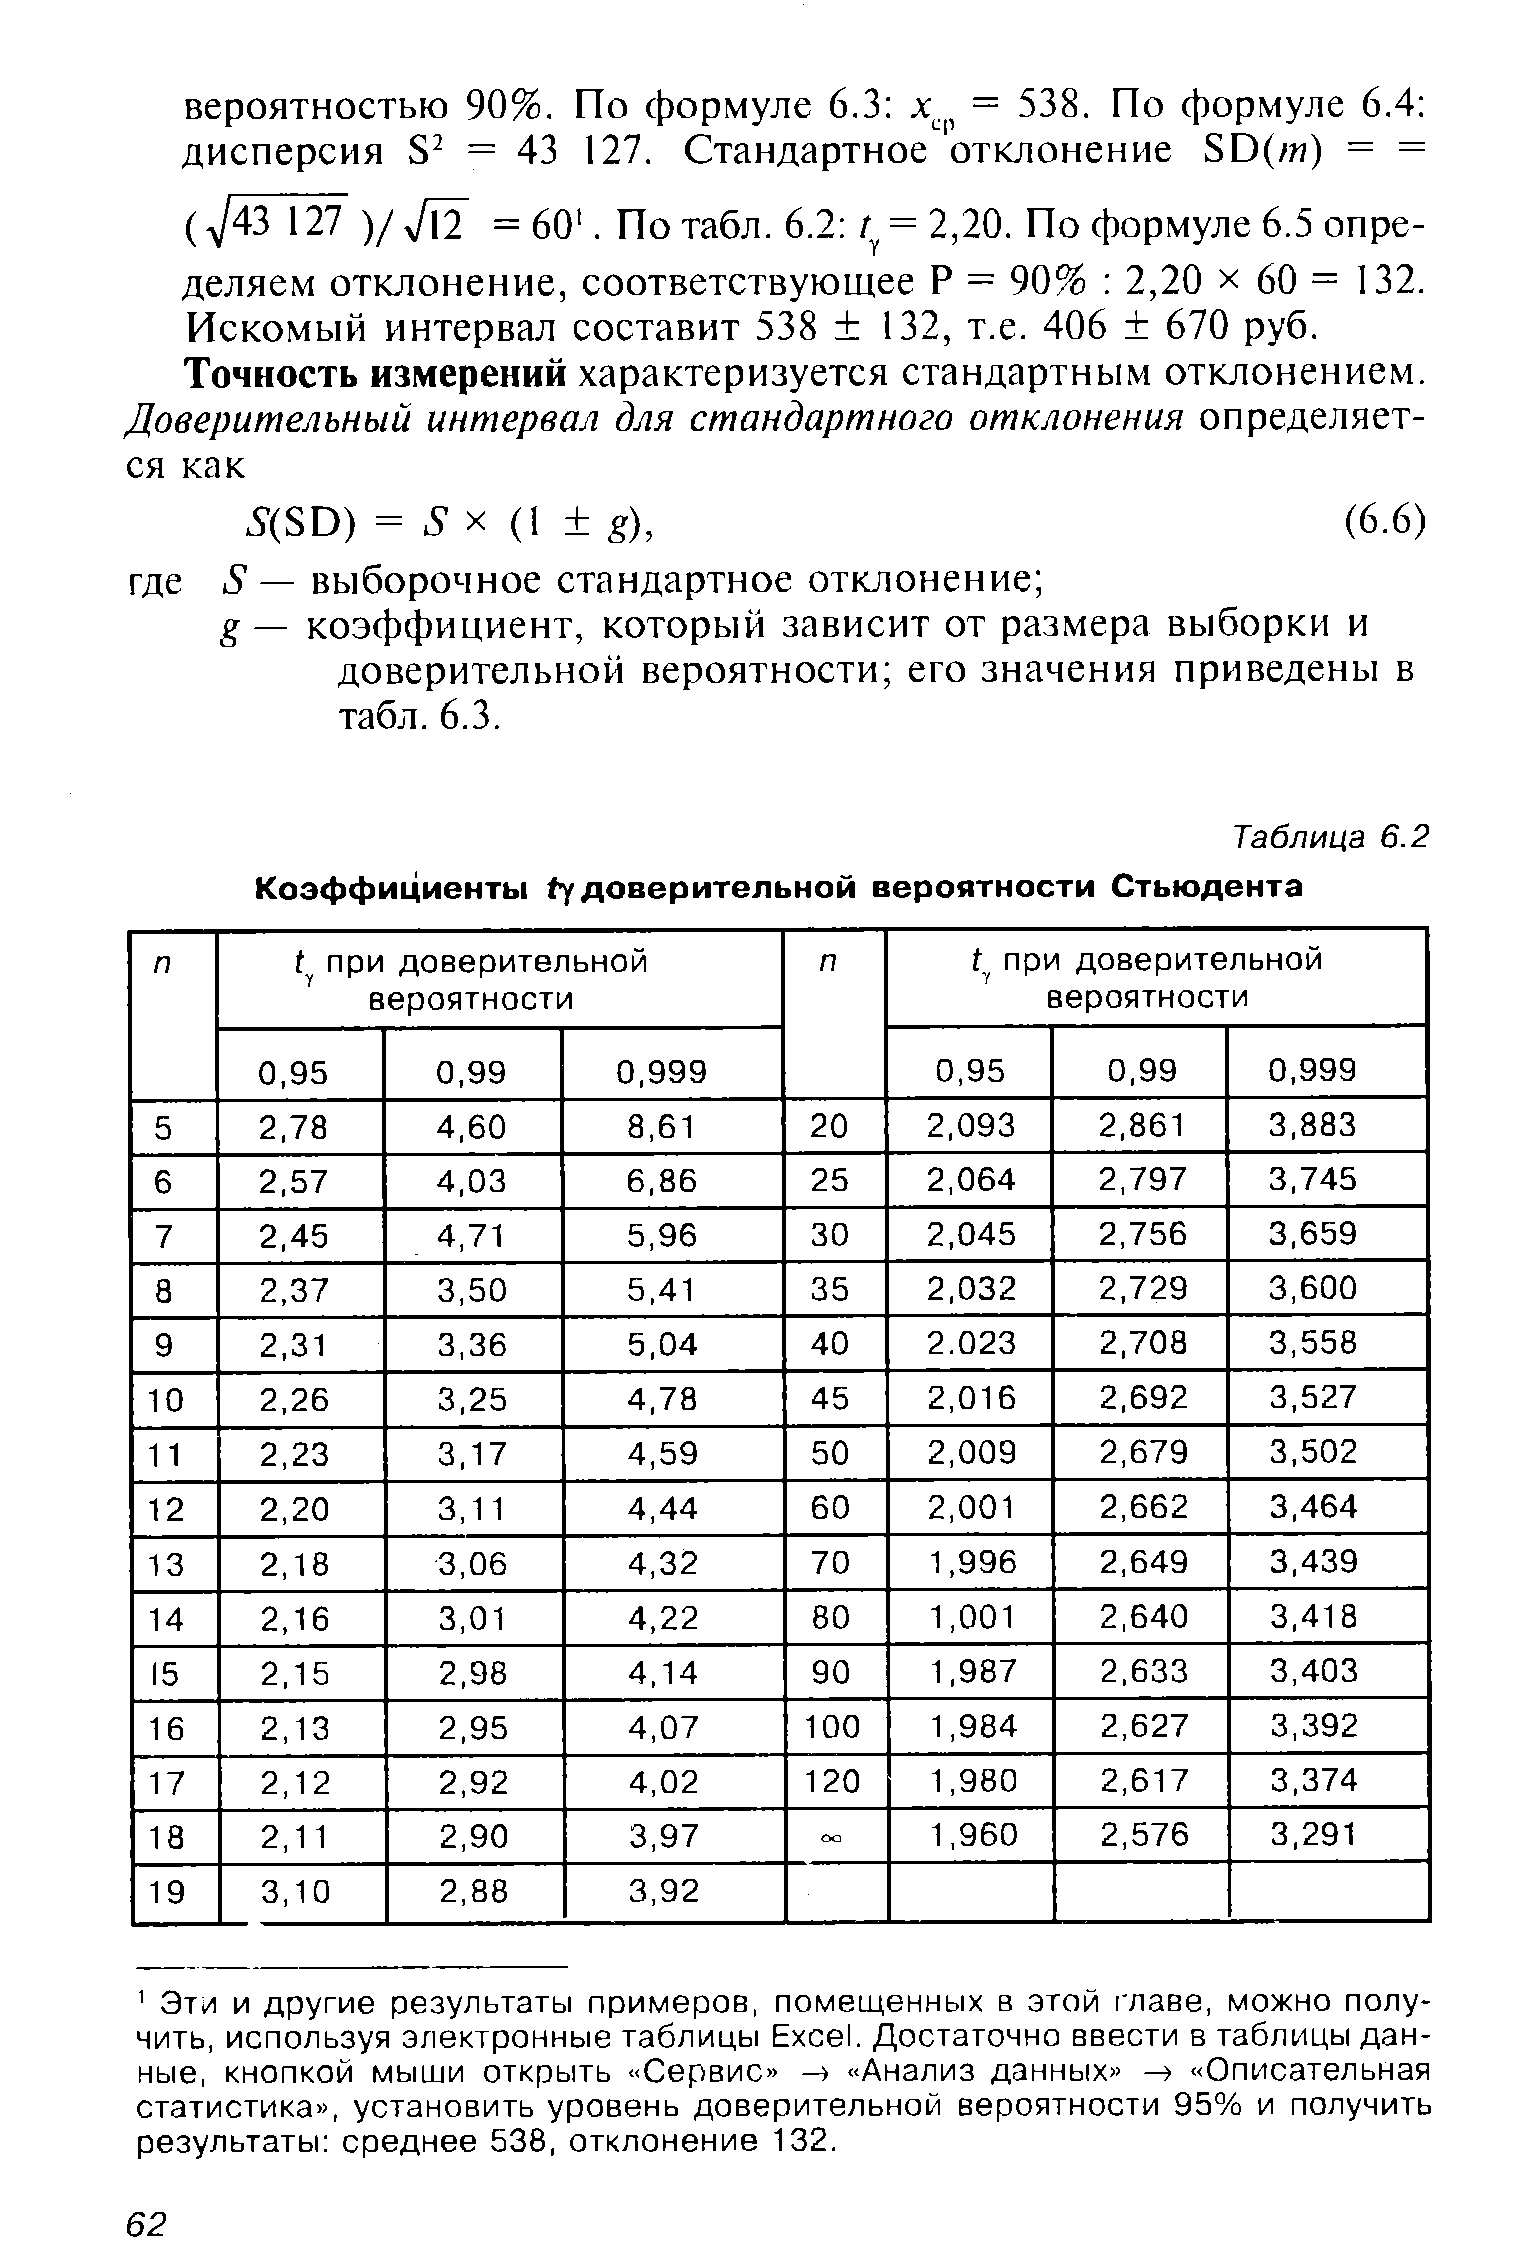 вероятностью 90%. По формуле 6.3: x_ср = 538. По формуле 6.4:
дисперсия S² = 43 127. Стандартное отклонение SD(m) = =
(√43 127 )/ √12 = 60¹. По табл. 6.2: t_γ = 2,20. По формуле 6.5 опре-
деляем отклонение, соответствующее P = 90% : 2,20 × 60 = 132.
Искомый интервал составит 538 ± 132, т.е. 406 ± 670 руб.
Точность измерений характеризуется стандартным отклонением.
Доверительный интервал для стандартного отклонения определяет-
ся как
S(SD) = S × (1 ± g), (6.6)
где S — выборочное стандартное отклонение;
g — коэффициент, который зависит от размера выборки и
доверительной вероятности; его значения приведены в
табл. 6.3.
Таблица 6.2
Коэффициенты tγ доверительной вероятности Стьюдента
n t_γ при доверительной n t_γ при доверительной
вероятности вероятности
0,95 0,99 0,999 0,95 0,99 0,999
5 2,78 4,60 8,61 20 2,093 2,861 3,883
6 2,57 4,03 6,86 25 2,064 2,797 3,745
7 2,45 4,71 5,96 30 2,045 2,756 3,659
8 2,37 3,50 5,41 35 2,032 2,729 3,600
9 2,31 3,36 5,04 40 2.023 2,708 3,558
10 2,26 3,25 4,78 45 2,016 2,692 3,527
11 2,23 3,17 4,59 50 2,009 2,679 3,502
12 2,20 3,11 4,44 60 2,001 2,662 3,464
13 2,18 3,06 4,32 70 1,996 2,649 3,439
14 2,16 3,01 4,22 80 1,001 2,640 3,418
15 2,15 2,98 4,14 90 1,987 2,633 3,403
16 2,13 2,95 4,07 100 1,984 2,627 3,392
17 2,12 2,92 4,02 120 1,980 2,617 3,374
18 2,11 2,90 3,97 ∞ 1,960 2,576 3,291
19 3,10 2,88 3,92
¹ Эти и другие результаты примеров, помещенных в этой главе, можно полу-
чить, используя электронные таблицы Excel. Достаточно ввести в таблицы дан-
ные, кнопкой мыши открыть «Сервис» → «Анализ данных» → «Описательная
статистика», установить уровень доверительной вероятности 95% и получить
результаты: среднее 538, отклонение 132.
62